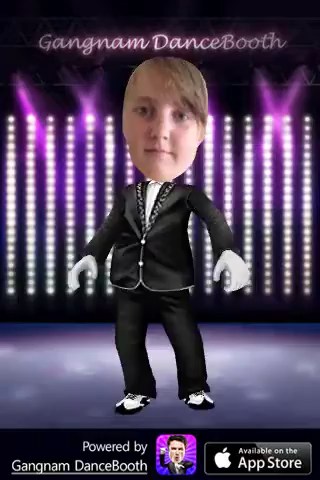 Gangnam DanceBooth
Powered by
Gangnam DanceBooth
Available on the
App Store